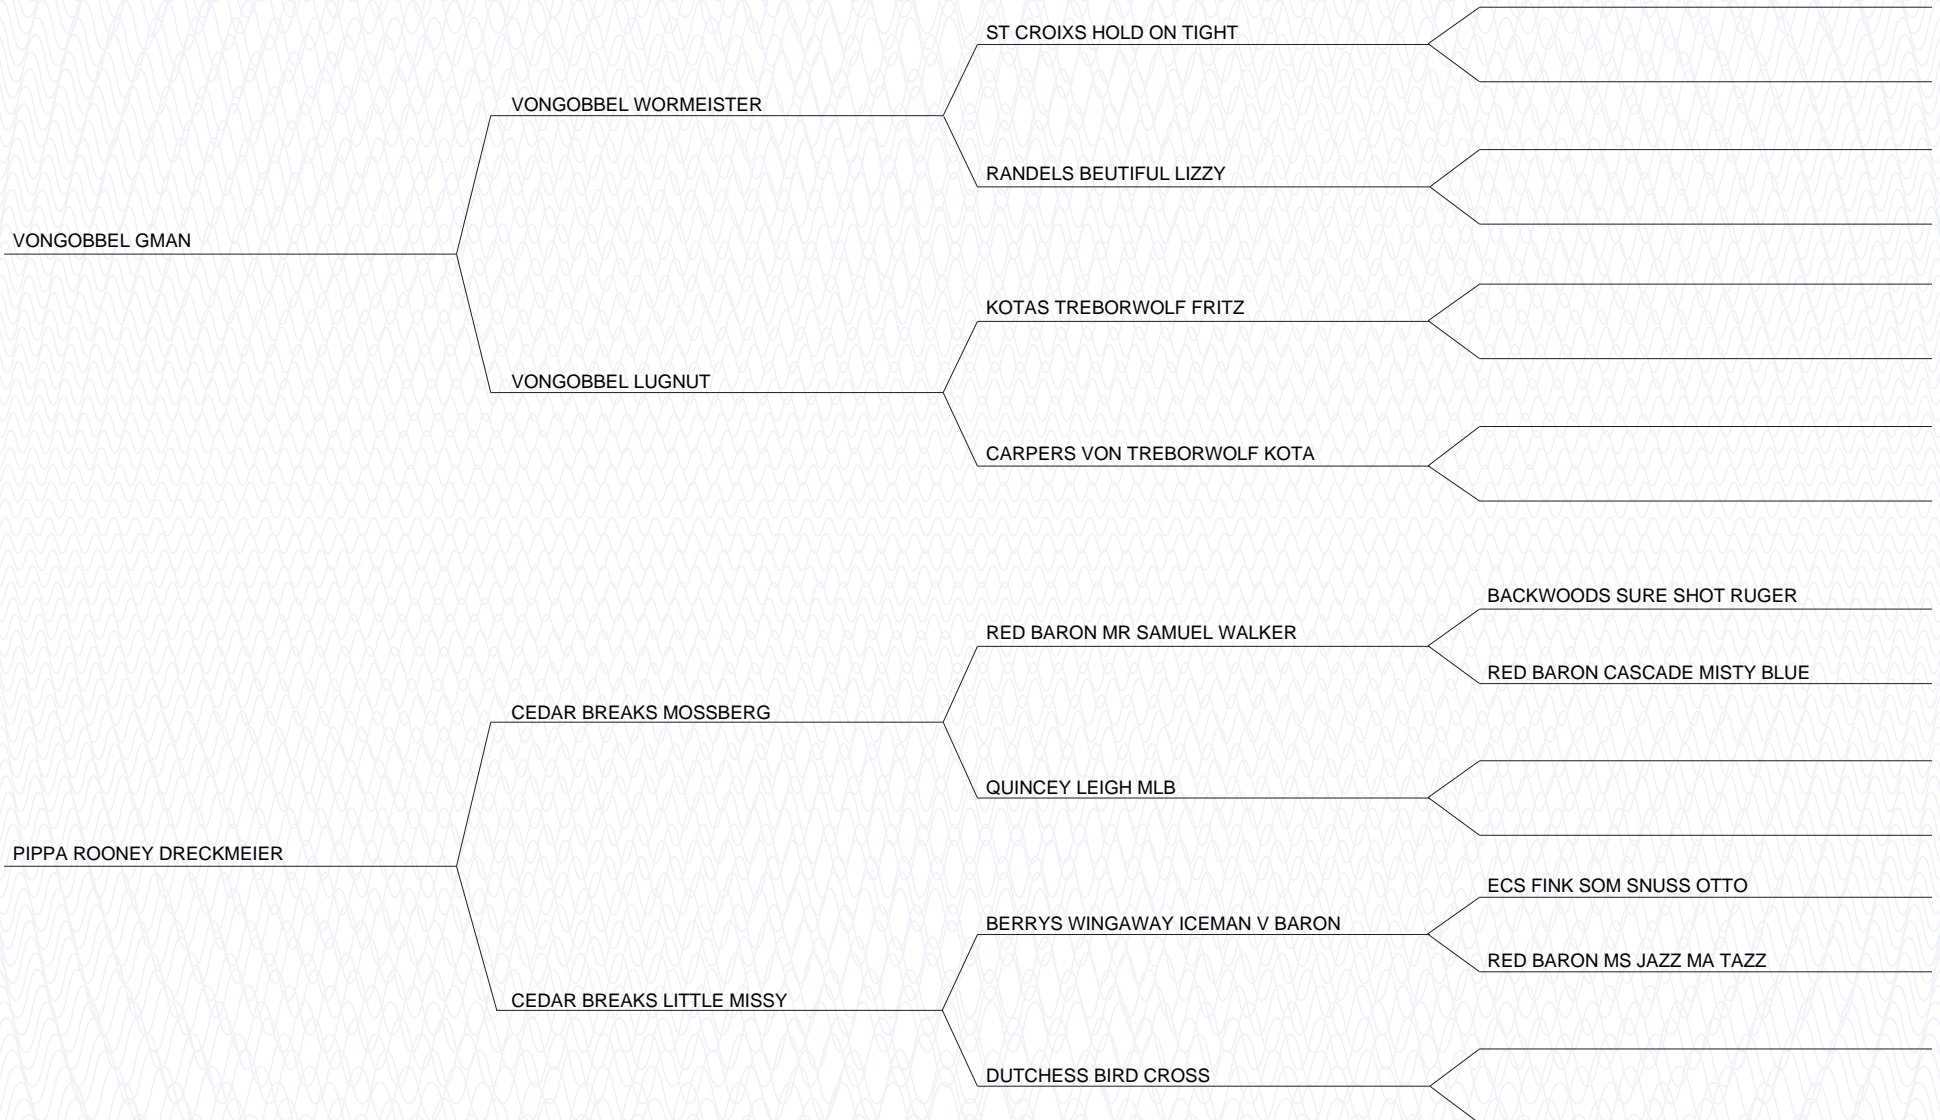 ST CROIXS HOLD ON TIGHT
VONGOBBEL WORMEISTER
RANDELS BEUTIFUL LIZZY
VONGOBBEL GMAN
KOTAS TREBORWOLF FRITZ
VONGOBBEL LUGNUT
CARPERS VON TREBORWOLF KOTA
BACKWOODS SURE SHOT RUGER
RED BARON MR SAMUEL WALKER
RED BARON CASCADE MISTY BLUE
CEDAR BREAKS MOSSBERG
QUINCEY LEIGH MLB
PIPPA ROONEY DRECKMEIER
ECS FINK SOM SNUSS OTTO
BERRYS WINGAWAY ICEMAN V BARON
RED BARON MS JAZZ MA TAZZ
CEDAR BREAKS LITTLE MISSY
DUTCHESS BIRD CROSS